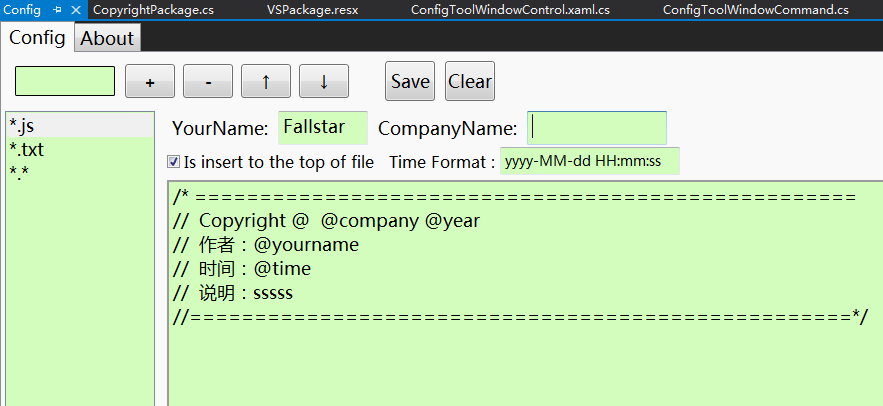 Config CopyrightPackage.cs VSPackage.resx ConfigToolWindowControl.xaml.cs ConfigToolWindowCommand.cs
Config About
+ - ↑ ↓ Save Clear
*.js
*.txt
*.*
YourName: Fallstar CompanyName:
Is insert to the top of file Time Format : yyyy-MM-dd HH:mm:ss
/* ===================================================
// Copyright @  @company @year
// 作者：@yourname
// 时间：@time
// 说明：sssss
//===================================================*/